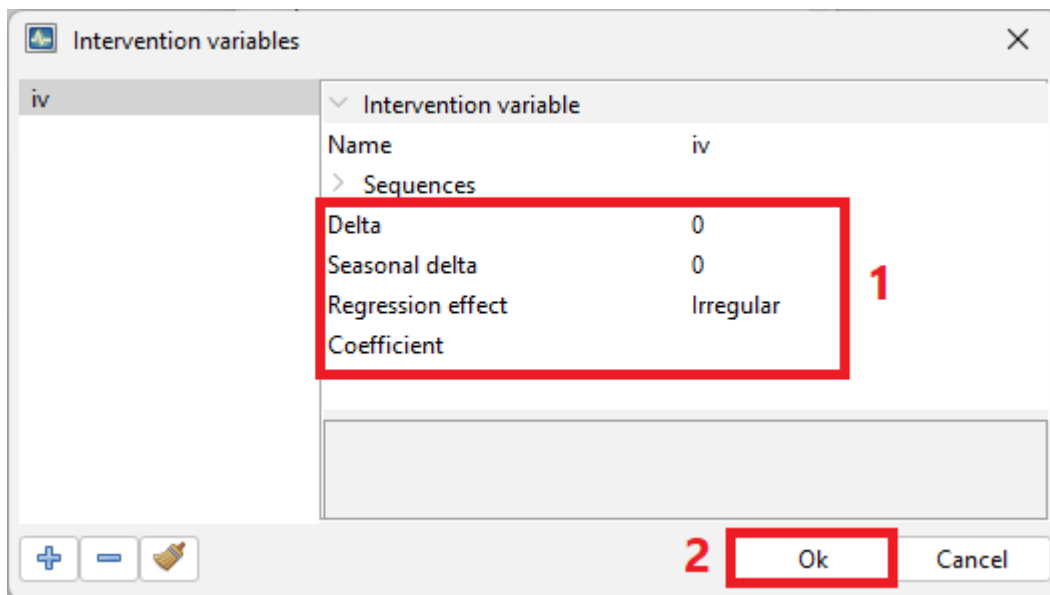 Intervention variables
iv
Intervention variable
Name iv
Sequences
Delta 0
Seasonal delta 0
Regression effect Irregular
Coefficient
1
2 Ok Cancel